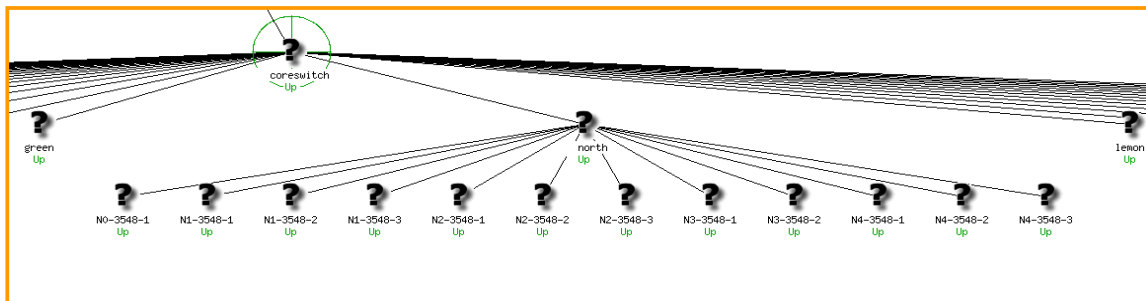 ?
coreswitch
Up
? ? ?
green north lemon
Up Up Up
? ? ? ? ? ? ? ? ? ? ? ?
N0-3548-1 N1-3548-1 N1-3548-2 N1-3548-3 N2-3548-1 N2-3548-2 N2-3548-3 N3-3548-1 N3-3548-2 N4-3548-1 N4-3548-2 N4-3548-3
Up Up Up Up Up Up Up Up Up Up Up Up